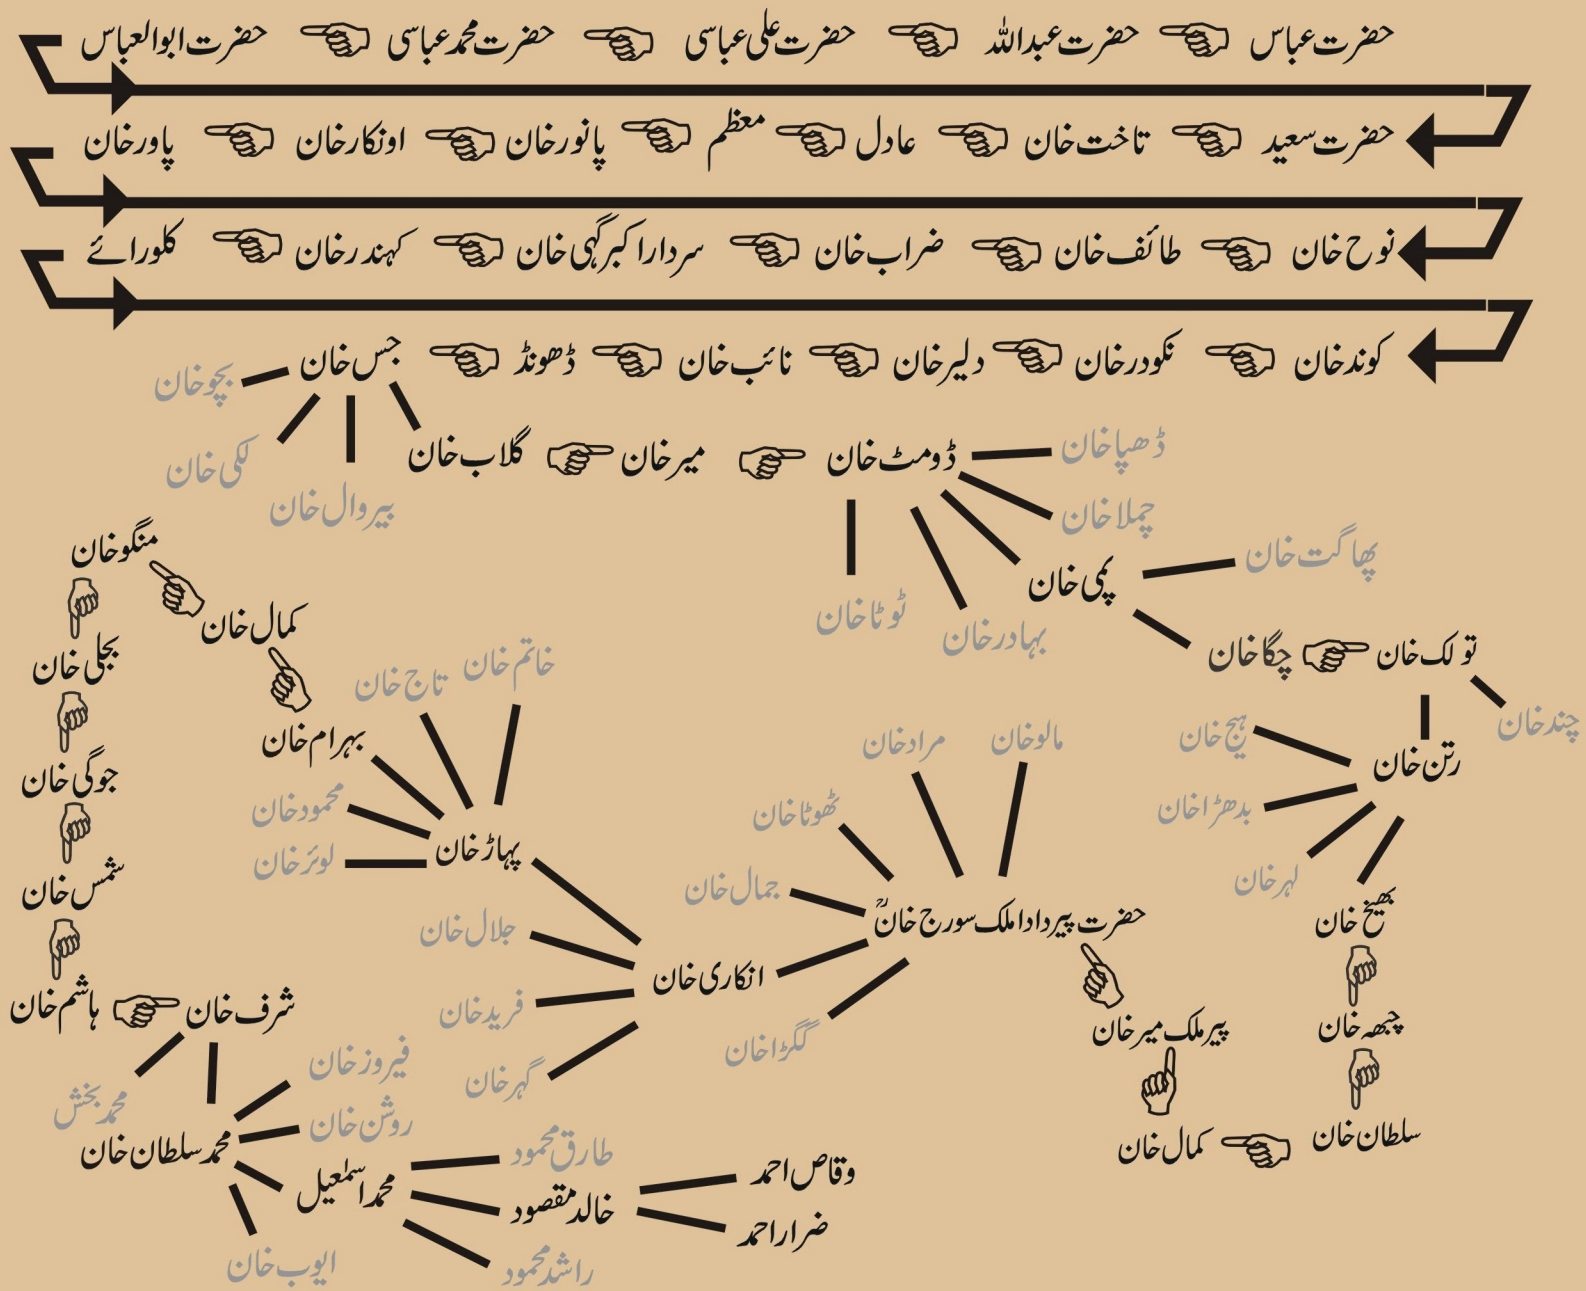 حضرت عباس حضرت عبداللہ حضرت علی عباسی حضرت محمد عباسی حضرت ابوالعباس
حضرت سعید تاخت خان عادل معظم پانور خان اونکار خان پاور خان
نوح خان طائف خان ضراب خان سردار اکبر گہی خان کہندر خان کلورائے
کوند خان نکودر خان دلیر خان نائب خان ڈھونڈ جس خان
بجو خان
لکی خان
بیروال خان
گلاب خان میر خان ڈومٹ خان
ڈھپا خان
چملا خان
پمی خان
بہادر خان
ٹوٹا خان
پھاگت خان
چگا خان تولک خان
چند خان
رتن خان
ہیج خان
بدھڑا خان
لہر خان
بھیخ خان
چبھہ خان
سلطان خان
کمال خان
پیر ملک میر خان
حضرت پیر دادا ملک سورج خانؒ
مالو خان
مراد خان
ٹھوٹا خان
جمال خان
گگڑا خان
انکاری خان
جلال خان
فرید خان
گہر خان
پہاڑ خان
خاتم خان
تاج خان
محمود خان
لوئر خان
بہرام خان
کمال خان
منگو خان
بجلی خان
جوگی خان
شمس خان
ہاشم خان شرف خان
محمد بخش
محمد سلطان خان
فیروز خان
روشن خان
ایوب خان
محمد اسمٰعیل
طارق محمود
خالد مقصود
راشد محمود
وقاص احمد
ضرار احمد